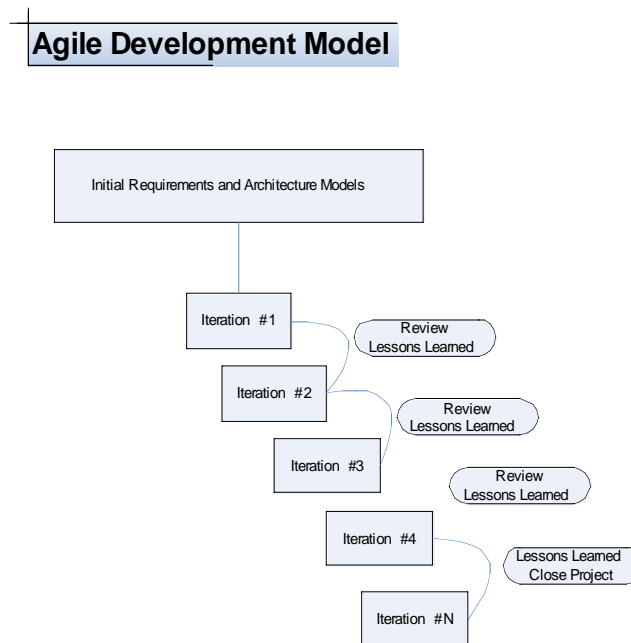 Agile Development Model
Initial Requirements and Architecture Models
Iteration #1
Review
Lessons Learned
Iteration #2
Review
Lessons Learned
Iteration #3
Review
Lessons Learned
Iteration #4
Lessons Learned
Close Project
Iteration #N